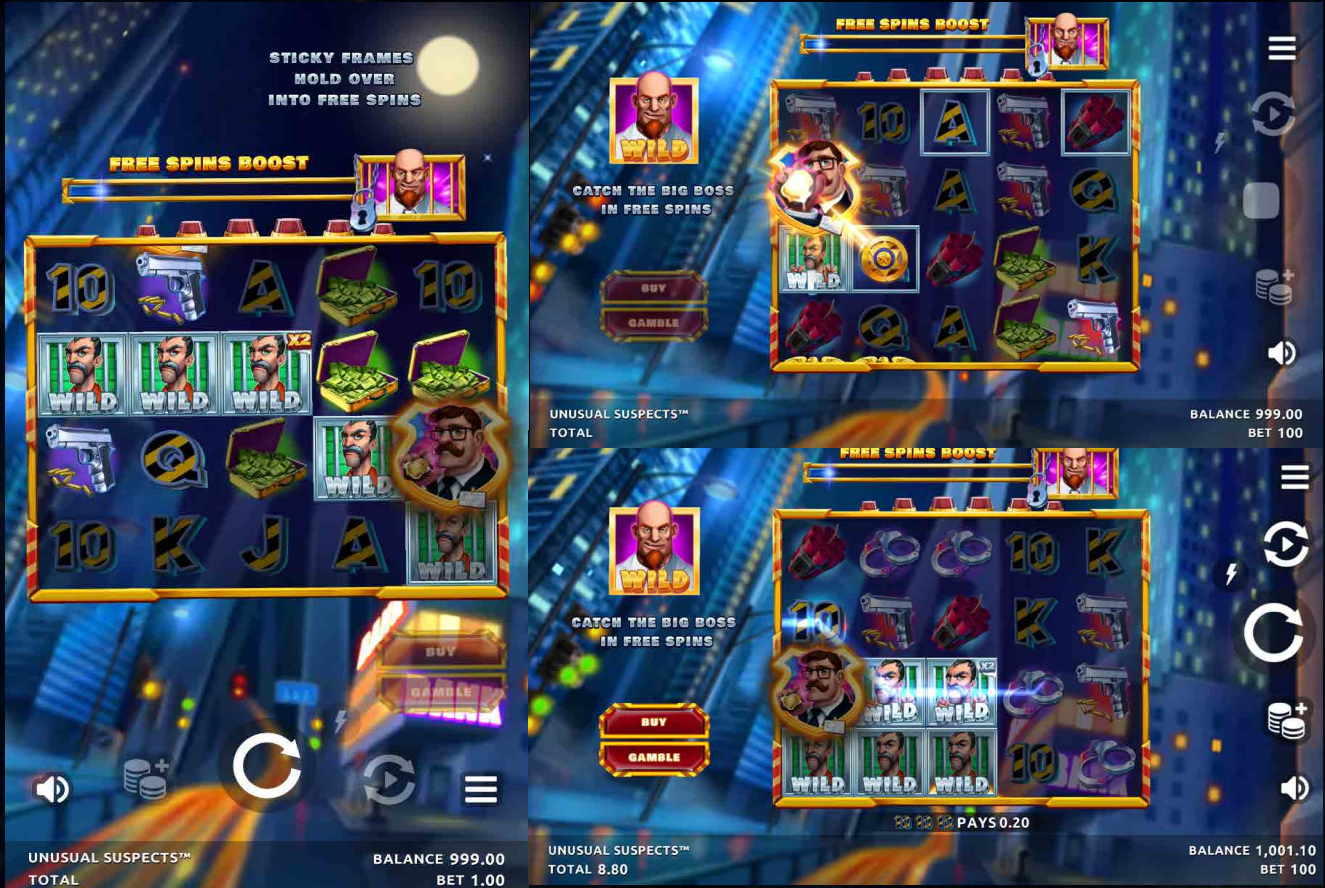 STICKY FRAMES
HOLD OVER
INTO FREE SPINS
FREE SPINS BOOST
10 A 10
WILD WILD WILD X2
Q WILD
10 K J A WILD
BUY
GAMBLE
BANK
UNUSUAL SUSPECTS™
BALANCE 999.00
TOTAL
BET 1.00
FREE SPINS BOOST
WILD
CATCH THE BIG BOSS
IN FREE SPINS
10 A
A Q
WILD K
Q A
BUY
GAMBLE
UNUSUAL SUSPECTS™
BALANCE 999.00
TOTAL
BET 100
FREE SPINS BOOST
WILD
CATCH THE BIG BOSS
IN FREE SPINS
10 K
10 K
WILD WILD X2
WILD WILD WILD 10
BUY
GAMBLE
10 10 10 PAYS 0.20
UNUSUAL SUSPECTS™
BALANCE 1,001.10
TOTAL 8.80
BET 100